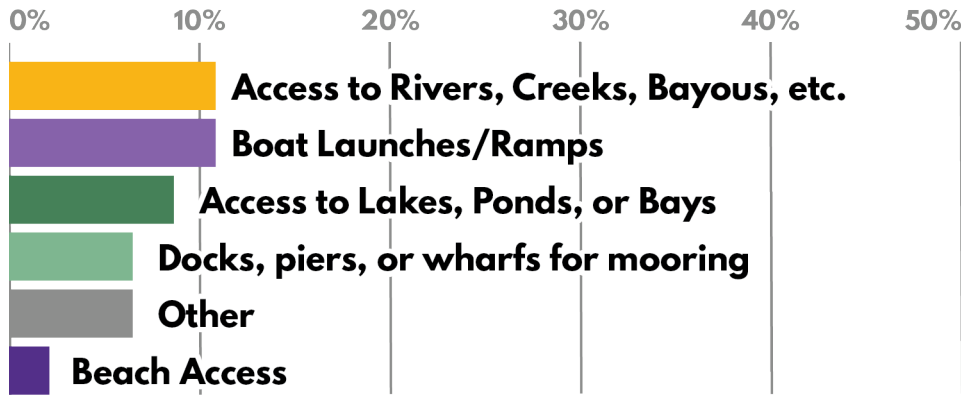 0% 10% 20% 30% 40% 50%
Access to Rivers, Creeks, Bayous, etc.
Boat Launches/Ramps
Access to Lakes, Ponds, or Bays
Docks, piers, or wharfs for mooring
Other
Beach Access